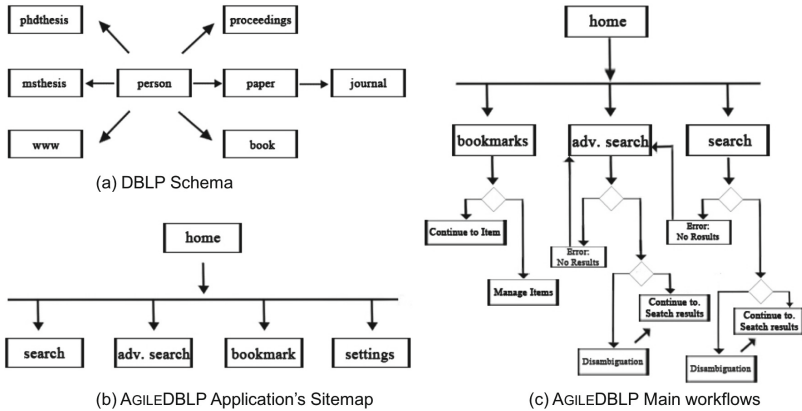 phdthesis
proceedings
msthesis
person
paper
journal
www
book
(a) DBLP Schema
home
search
adv. search
bookmark
settings
(b) AGILEDBLP Application's Sitemap
home
bookmarks
adv. search
search
Continue to Item
Manage Items
Error:
No Results
Continue to.
Seatch results
Disambiguation
Error:
No Rosults
Continue to.
Seatch results
Disambiguation
(c) AGILEDBLP Main workflows